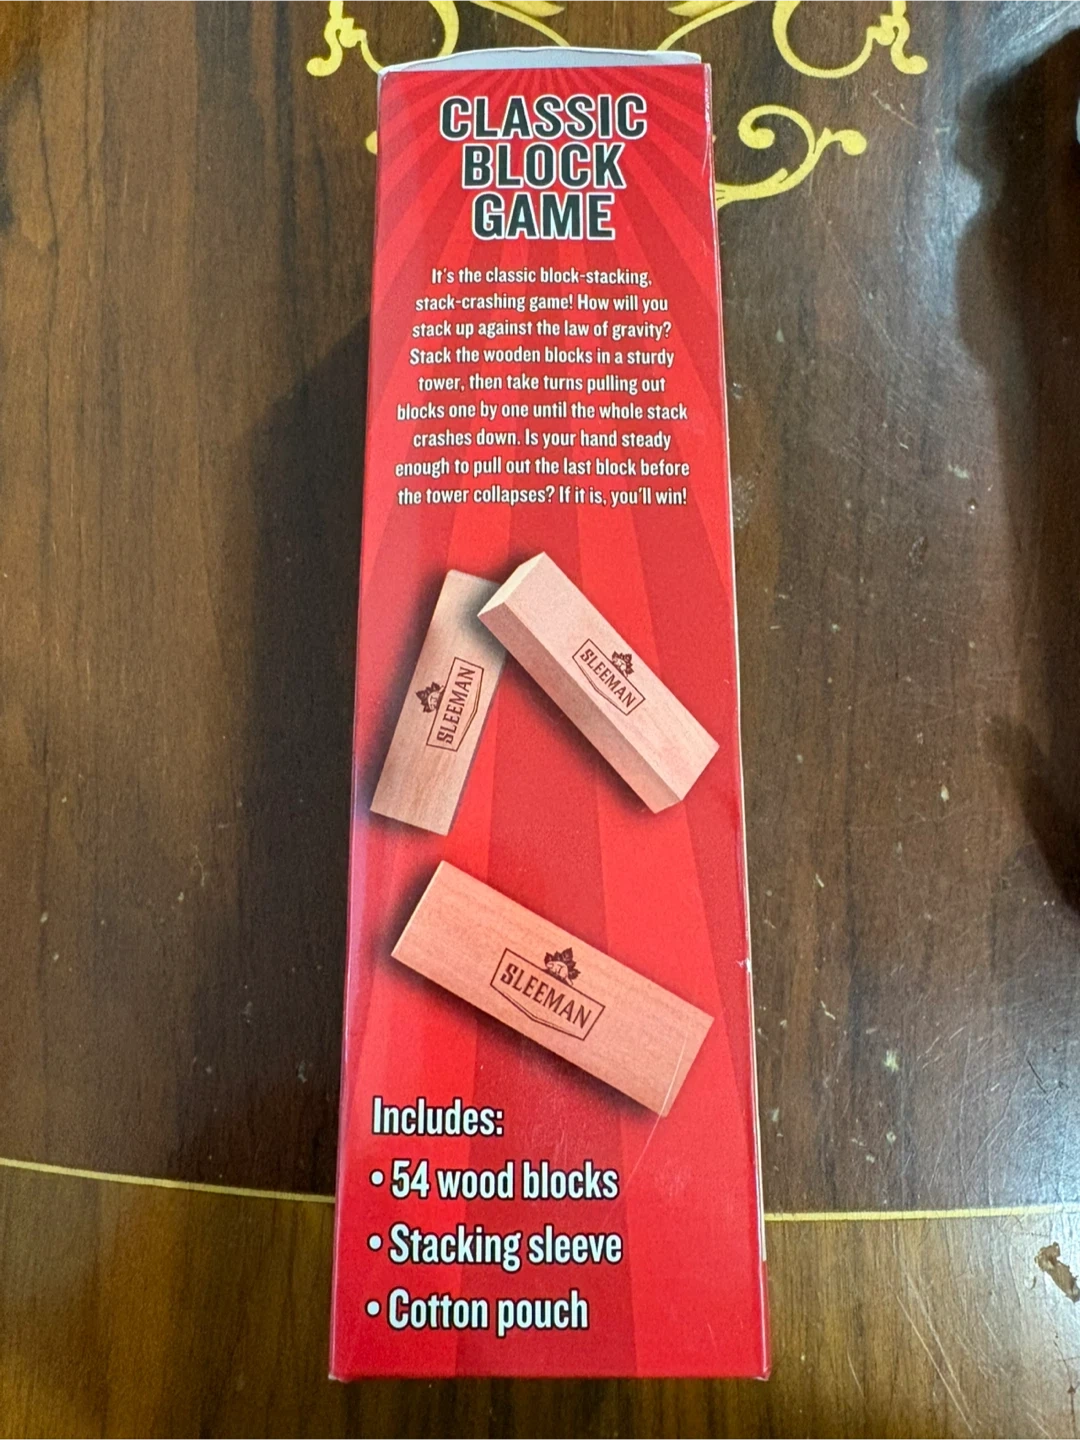 CLASSIC
BLOCK
GAME
It's the classic block-stacking,
stack-crashing game! How will you
stack up against the law of gravity?
Stack the wooden blocks in a sturdy
tower, then take turns pulling out
blocks one by one until the whole stack
crashes down. Is your hand steady
enough to pull out the last block before
the tower collapses? If it is, you'll win!
SLEEMAN
SLEEMAN
SLEEMAN
Includes:
• 54 wood blocks
• Stacking sleeve
• Cotton pouch